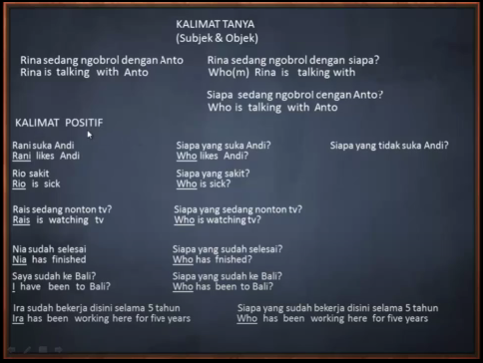 KALIMAT TANYA
(Subjek & Objek)
Rina sedang ngobrol dengan Anto
Rina is talking with Anto
Rina sedang ngobrol dengan siapa?
Who(m) Rina is talking with
Siapa sedang ngobrol cengan Anto?
Who is talking with Anto
KALIMAT POSITIF
Rani suka Andi
Rani likes Andi
Siapa yang suka Andi?
Who likes Andi?
Siapa yang tidak suka Andi?
Rio sakit
Rio is sick
Siapa yang sakit?
Who is sick?
Rais sedang nonton tv?
Rais is watching tv
Siapa yang sedang nonton tv?
Who is watching tv?
Nia sudah selesai
Nia has finished
Siapa yang sudah selesai?
Who has fnished?
Saya sudah ke Bali?
I have been to Bali?
Siapa yang sudah ke Bali?
Who has been to Bali?
Ira sudah bekerja disini selama 5 tahun
Ira has been working here for five years
Siapa yang sudah bekerja disini selama 5 tahun
Who has been working here for five years